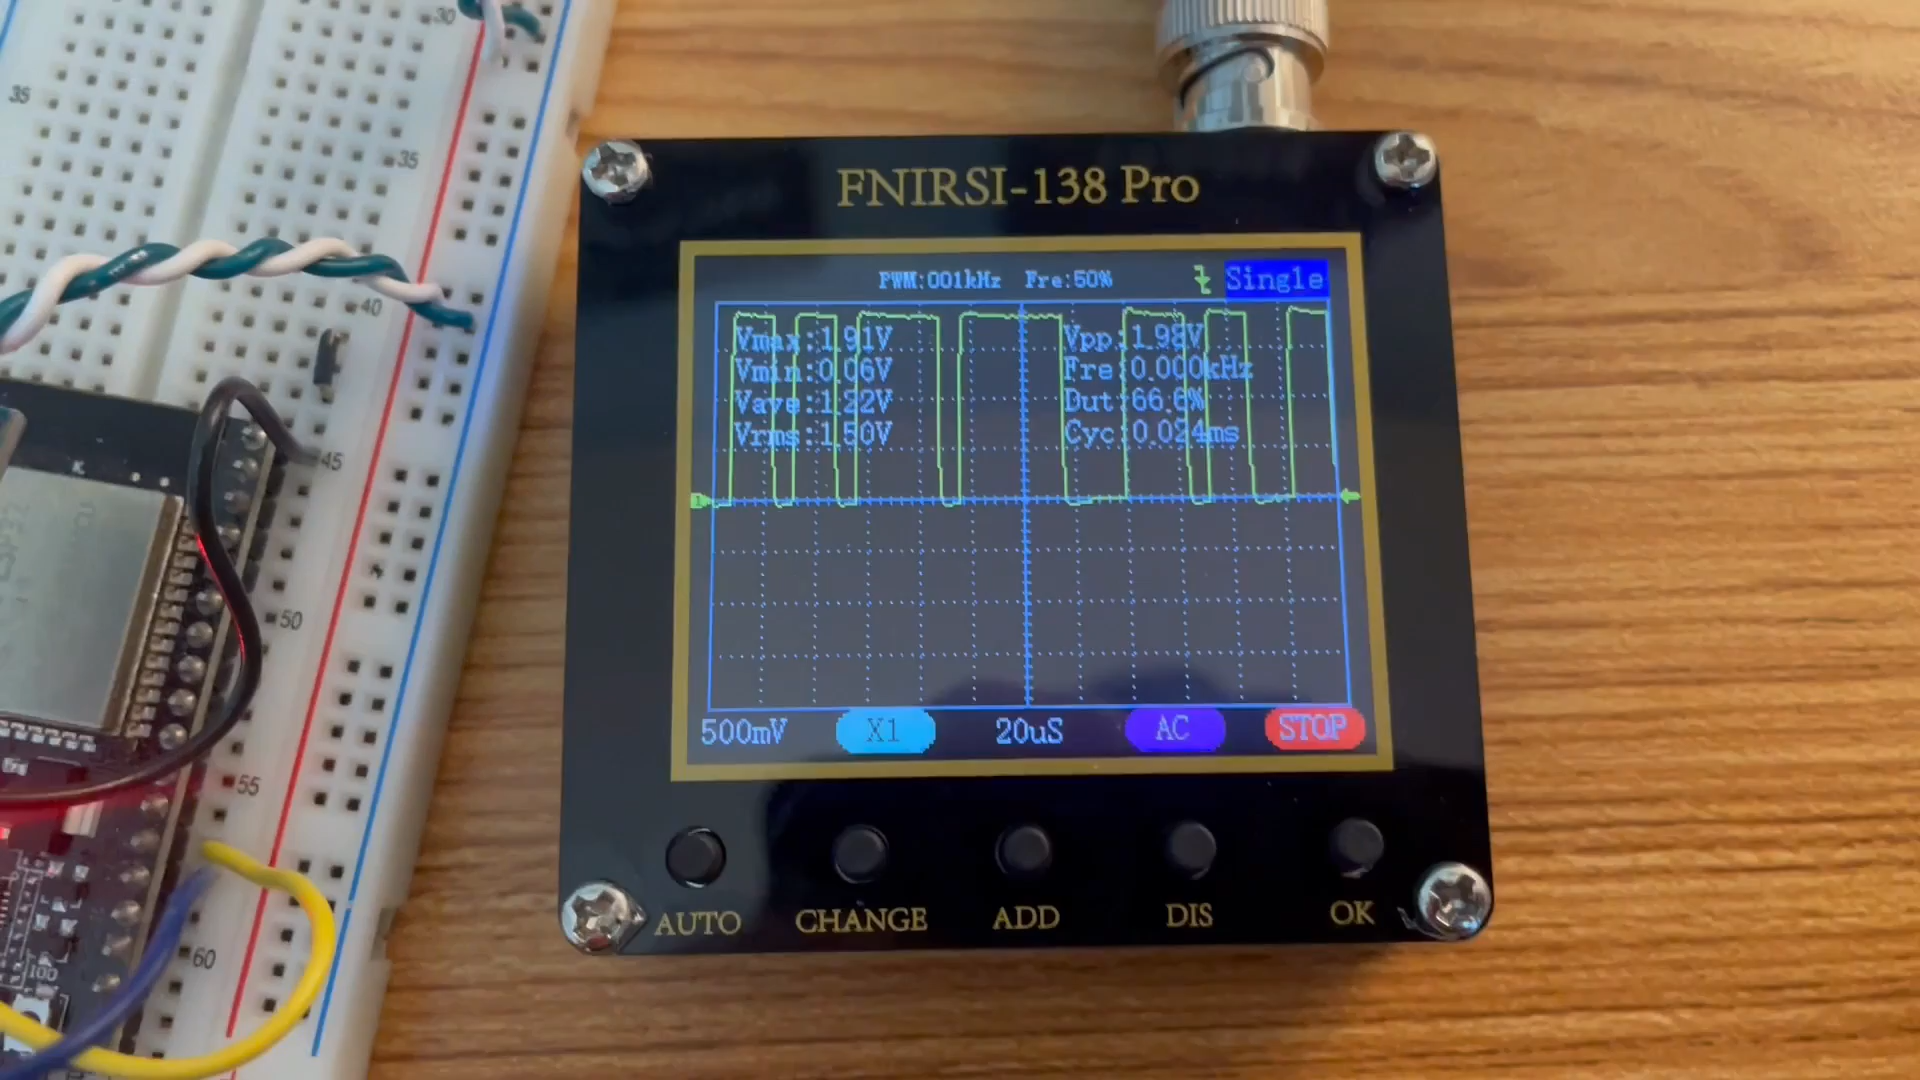 30
35
35
FNIRSI-138 Pro
PWM:001kHz Fre:50% Single
40
Vmax:1.91V Vpp:1.98V
Vmin:0.06V Fre:0.000kHz
Vave:1.22V Dut:66.6%
Vrms:1.50V Cyc:0.024ms
45
1
50
500mV X1 20uS AC STOP
55
AUTO CHANGE ADD DIS OK
60
100